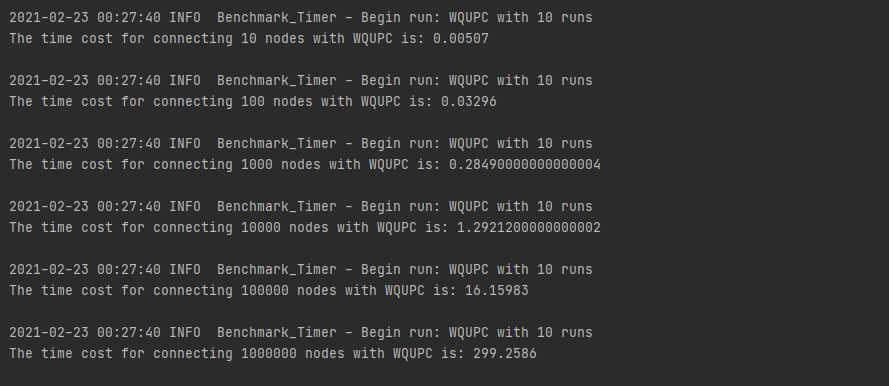 2021-02-23 00:27:40 INFO  Benchmark_Timer - Begin run: WQUPC with 10 runs
The time cost for connecting 10 nodes with WQUPC is: 0.00507
2021-02-23 00:27:40 INFO  Benchmark_Timer - Begin run: WQUPC with 10 runs
The time cost for connecting 100 nodes with WQUPC is: 0.03296
2021-02-23 00:27:40 INFO  Benchmark_Timer - Begin run: WQUPC with 10 runs
The time cost for connecting 1000 nodes with WQUPC is: 0.28490000000000004
2021-02-23 00:27:40 INFO  Benchmark_Timer - Begin run: WQUPC with 10 runs
The time cost for connecting 10000 nodes with WQUPC is: 1.2921200000000002
2021-02-23 00:27:40 INFO  Benchmark_Timer - Begin run: WQUPC with 10 runs
The time cost for connecting 100000 nodes with WQUPC is: 16.15983
2021-02-23 00:27:40 INFO  Benchmark_Timer - Begin run: WQUPC with 10 runs
The time cost for connecting 1000000 nodes with WQUPC is: 299.2586